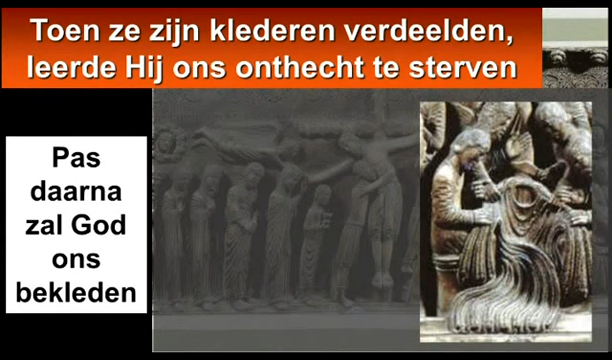 Toen ze zijn klederen verdeelden,
leerde Hij ons onthecht te sterven
Pas
daarna
zal God
ons
bekleden